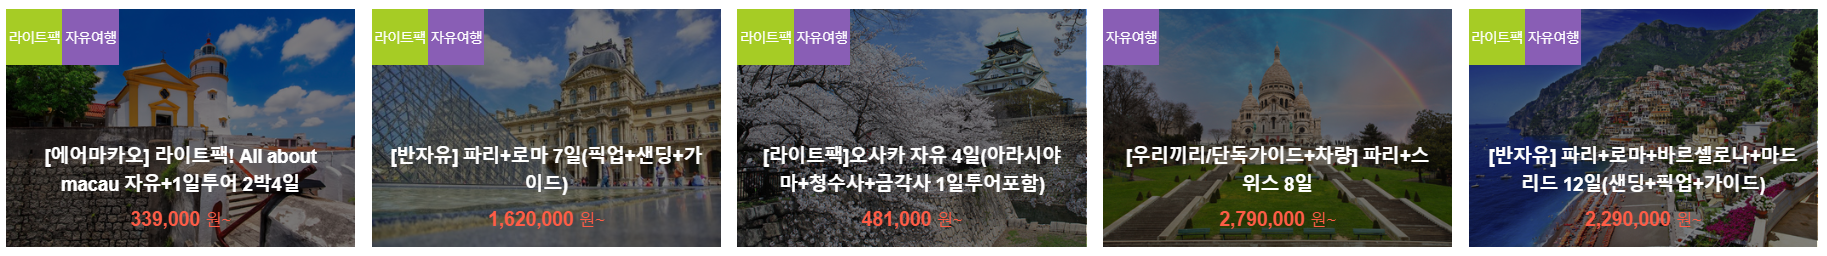 라이트팩 자유여행
[에어마카오] 라이트팩! All about
macau 자유+1일투어 2박4일
339,000 원~
라이트팩 자유여행
[반자유] 파리+로마 7일(픽업+샌딩+가
이드)
1,620,000 원~
라이트팩 자유여행
[라이트팩]오사카 자유 4일(아라시야
마+청수사+금각사 1일투어포함)
481,000 원~
자유여행
[우리끼리/단독가이드+차량] 파리+스
위스 8일
2,790,000 원~
라이트팩 자유여행
[반자유] 파리+로마+바르셀로나+마드
리드 12일(샌딩+픽업+가이드)
2,290,000 원~